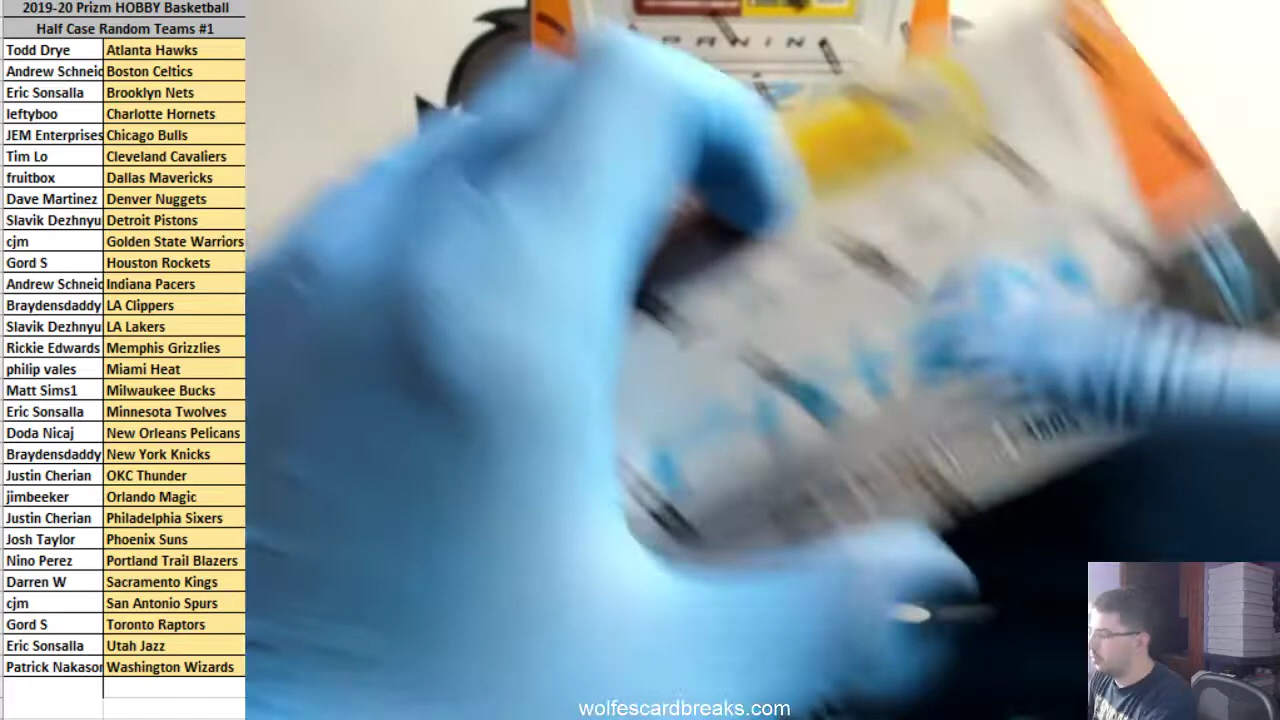 2019-20 Prizm HOBBY Basketball
Half Case Random Teams #1
Todd Drye Atlanta Hawks
Andrew Schneid Boston Celtics
Eric Sonsalla Brooklyn Nets
leftyboo Charlotte Hornets
JEM Enterprises Chicago Bulls
Tim Lo Cleveland Cavaliers
fruitbox Dallas Mavericks
Dave Martinez Denver Nuggets
Slavik Dezhnyu Detroit Pistons
cjm Golden State Warriors
Gord S Houston Rockets
Andrew Schneid Indiana Pacers
Braydensdaddy LA Clippers
Slavik Dezhnyu LA Lakers
Rickie Edwards Memphis Grizzlies
philip vales Miami Heat
Matt Sims1 Milwaukee Bucks
Eric Sonsalla Minnesota Twolves
Doda Nicaj New Orleans Pelicans
Braydensdaddy New York Knicks
Justin Cherian OKC Thunder
jimbeeker Orlando Magic
Justin Cherian Philadelphia Sixers
Josh Taylor Phoenix Suns
Nino Perez Portland Trail Blazers
Darren W Sacramento Kings
cjm San Antonio Spurs
Gord S Toronto Raptors
Eric Sonsalla Utah Jazz
Patrick Nakason Washington Wizards
PANINI
wolfescardbreaks.com